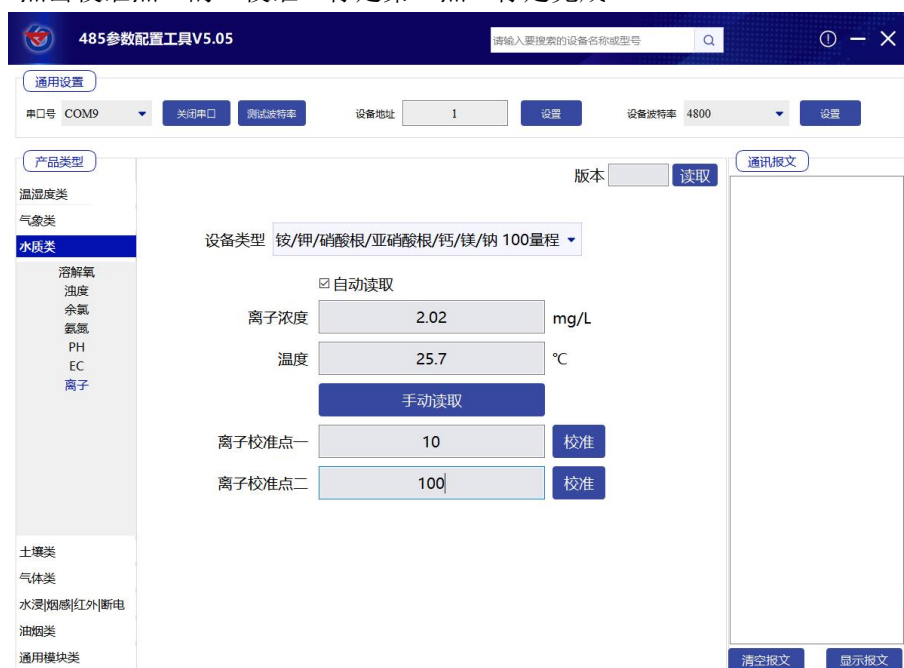 485参数配置工具V5.05
请输入要搜索的设备名称或型号
通用设置
串口号 COM9 关闭串口 测试波特率 设备地址 1 设置 设备波特率 4800 设置
产品类型
温湿度类
气象类
水质类
溶解氧
浊度
余氯
氨氮
PH
EC
离子
土壤类
气体类
水浸|烟感|红外|断电
油烟类
通用模块类
版本 读取
设备类型 铵/钾/硝酸根/亚硝酸根/钙/镁/钠 100量程
自动读取
离子浓度 2.02 mg/L
温度 25.7 ℃
手动读取
离子校准点一 10 校准
离子校准点二 100 校准
通讯报文
清空报文 显示报文